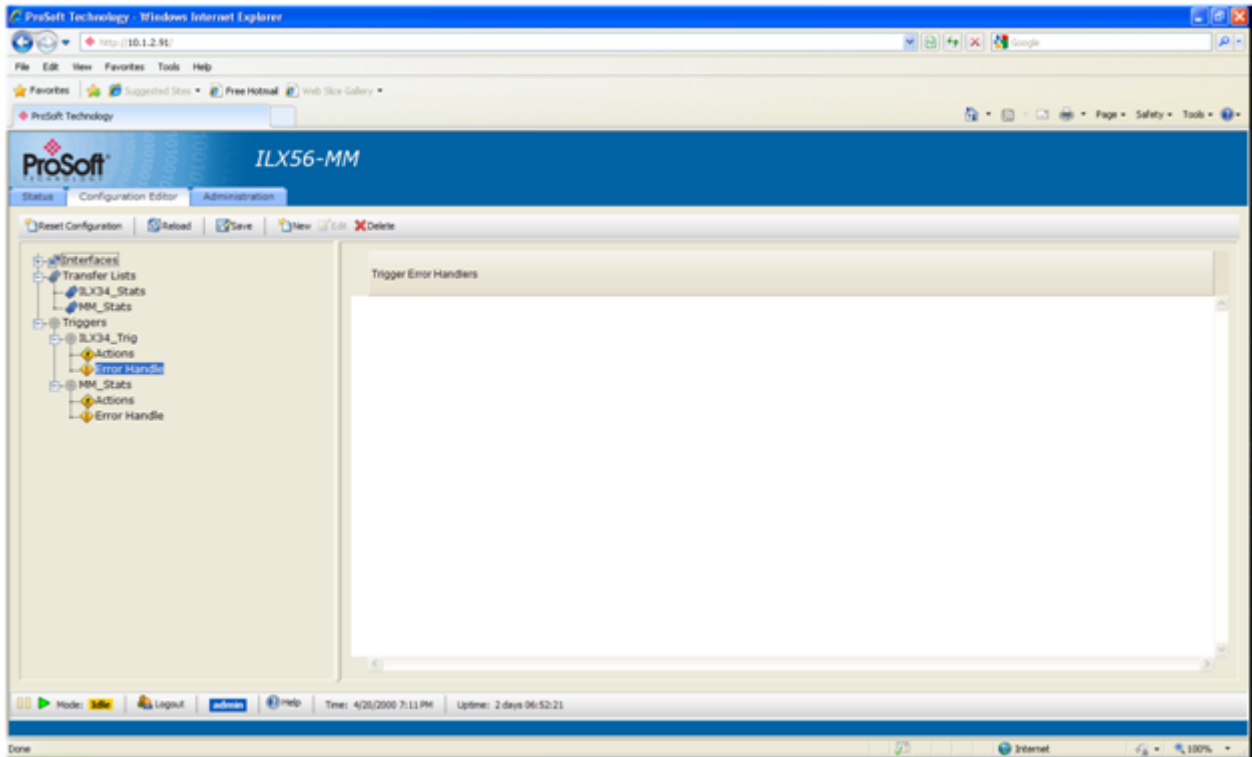 ProSoft Technology - Windows Internet Explorer
http://10.1.2.91/
Google
File Edit View Favorites Tools Help
Favorites Suggested Sites Free Hotmail Web Slice Gallery
ProSoft Technology
Page Safety Tools
ProSoft
TECHNOLOGY
ILX56-MM
Status Configuration Editor Administration
Reset Configuration Reload Save New Edit Delete
Interfaces
Transfer Lists
ILX34_Stats
MM_Stats
Triggers
ILX34_Trig
Actions
Error Handle
MM_Stats
Actions
Error Handle
Trigger Error Handlers
Mode: Idle Logout admin Help Time: 4/20/2000 7:11 PM Uptime: 2 days 06:52:21
Done Internet 100%